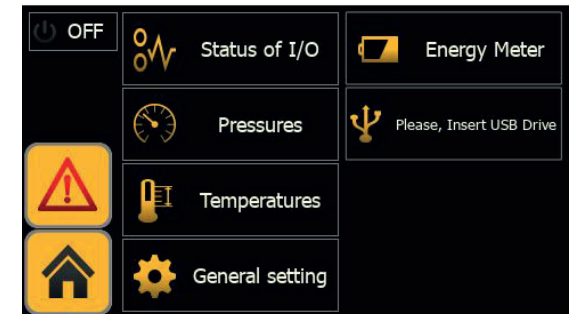 OFF
Status of I/O
Energy Meter
Pressures
Please, Insert USB Drive
Temperatures
General setting